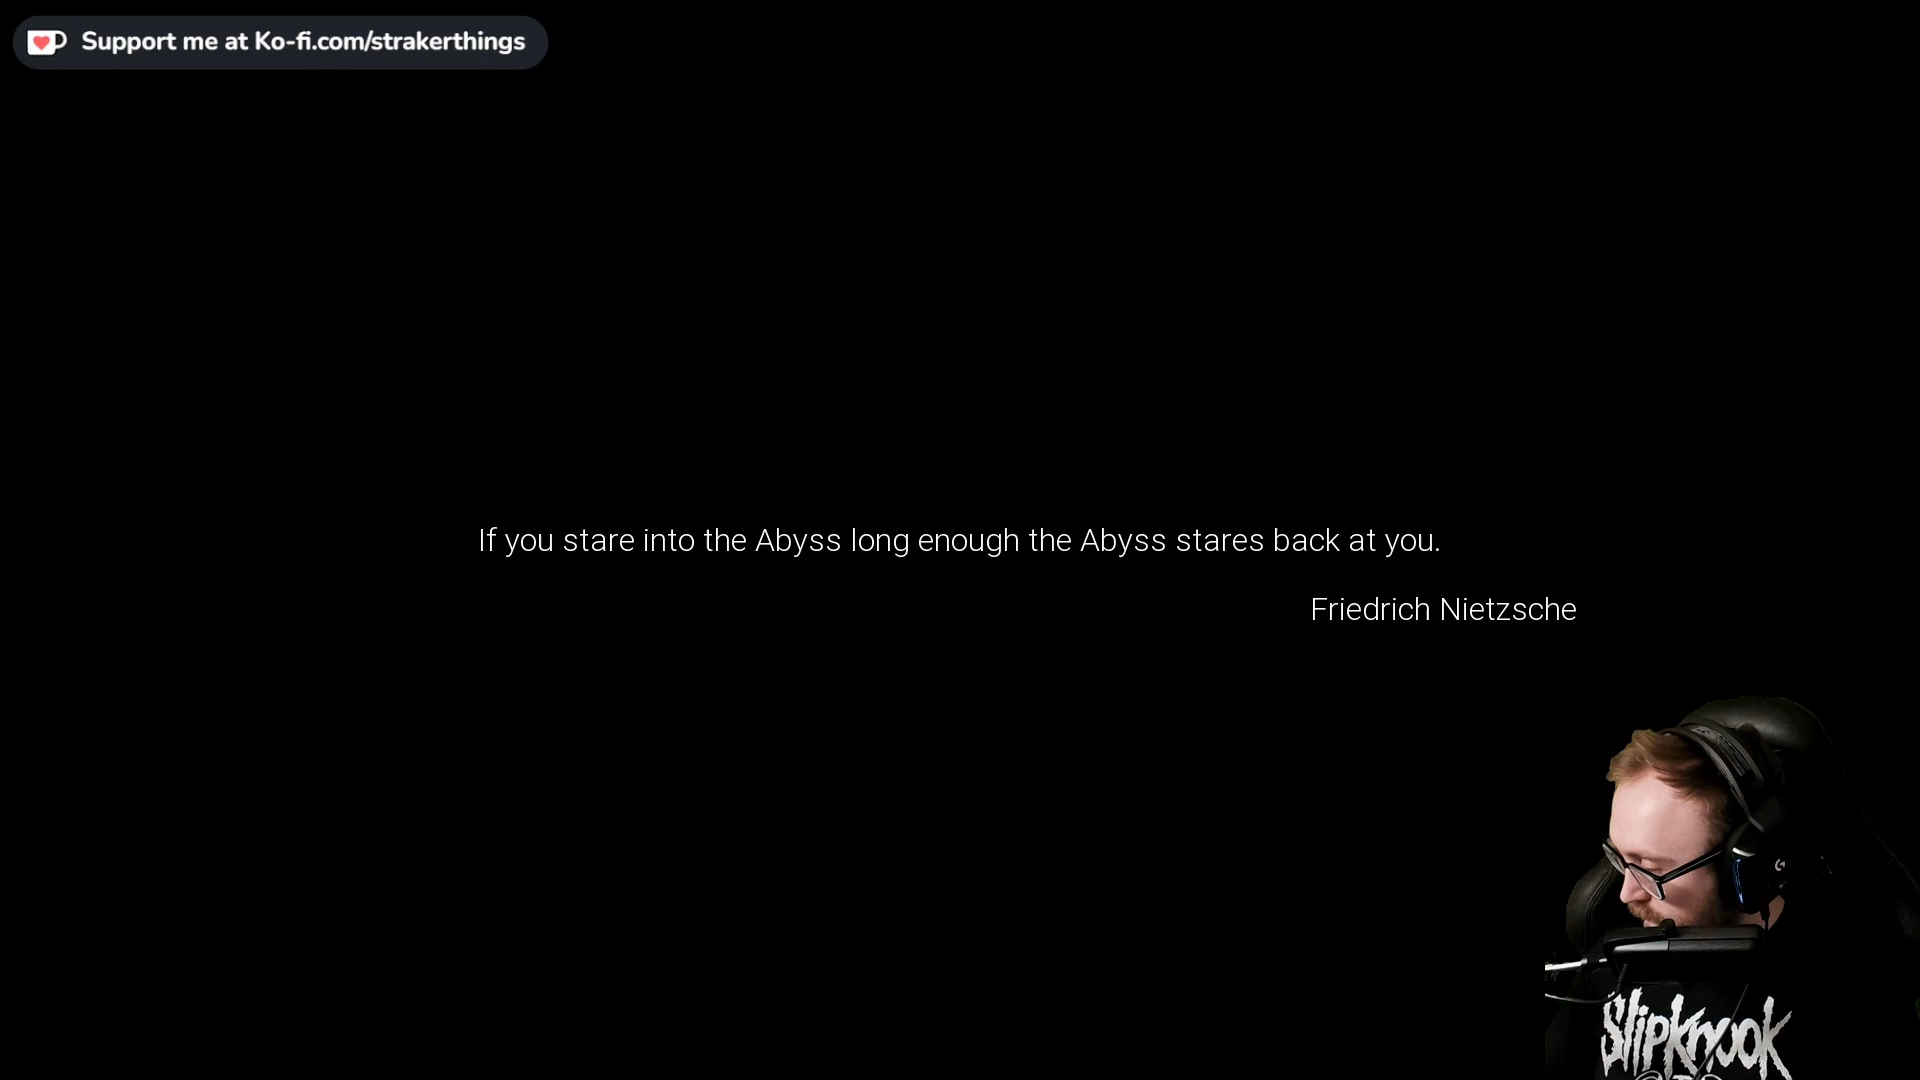 Support me at Ko-fi.com/strakerthings
If you stare into the Abyss long enough the Abyss stares back at you.
Friedrich Nietzsche
Slipknook